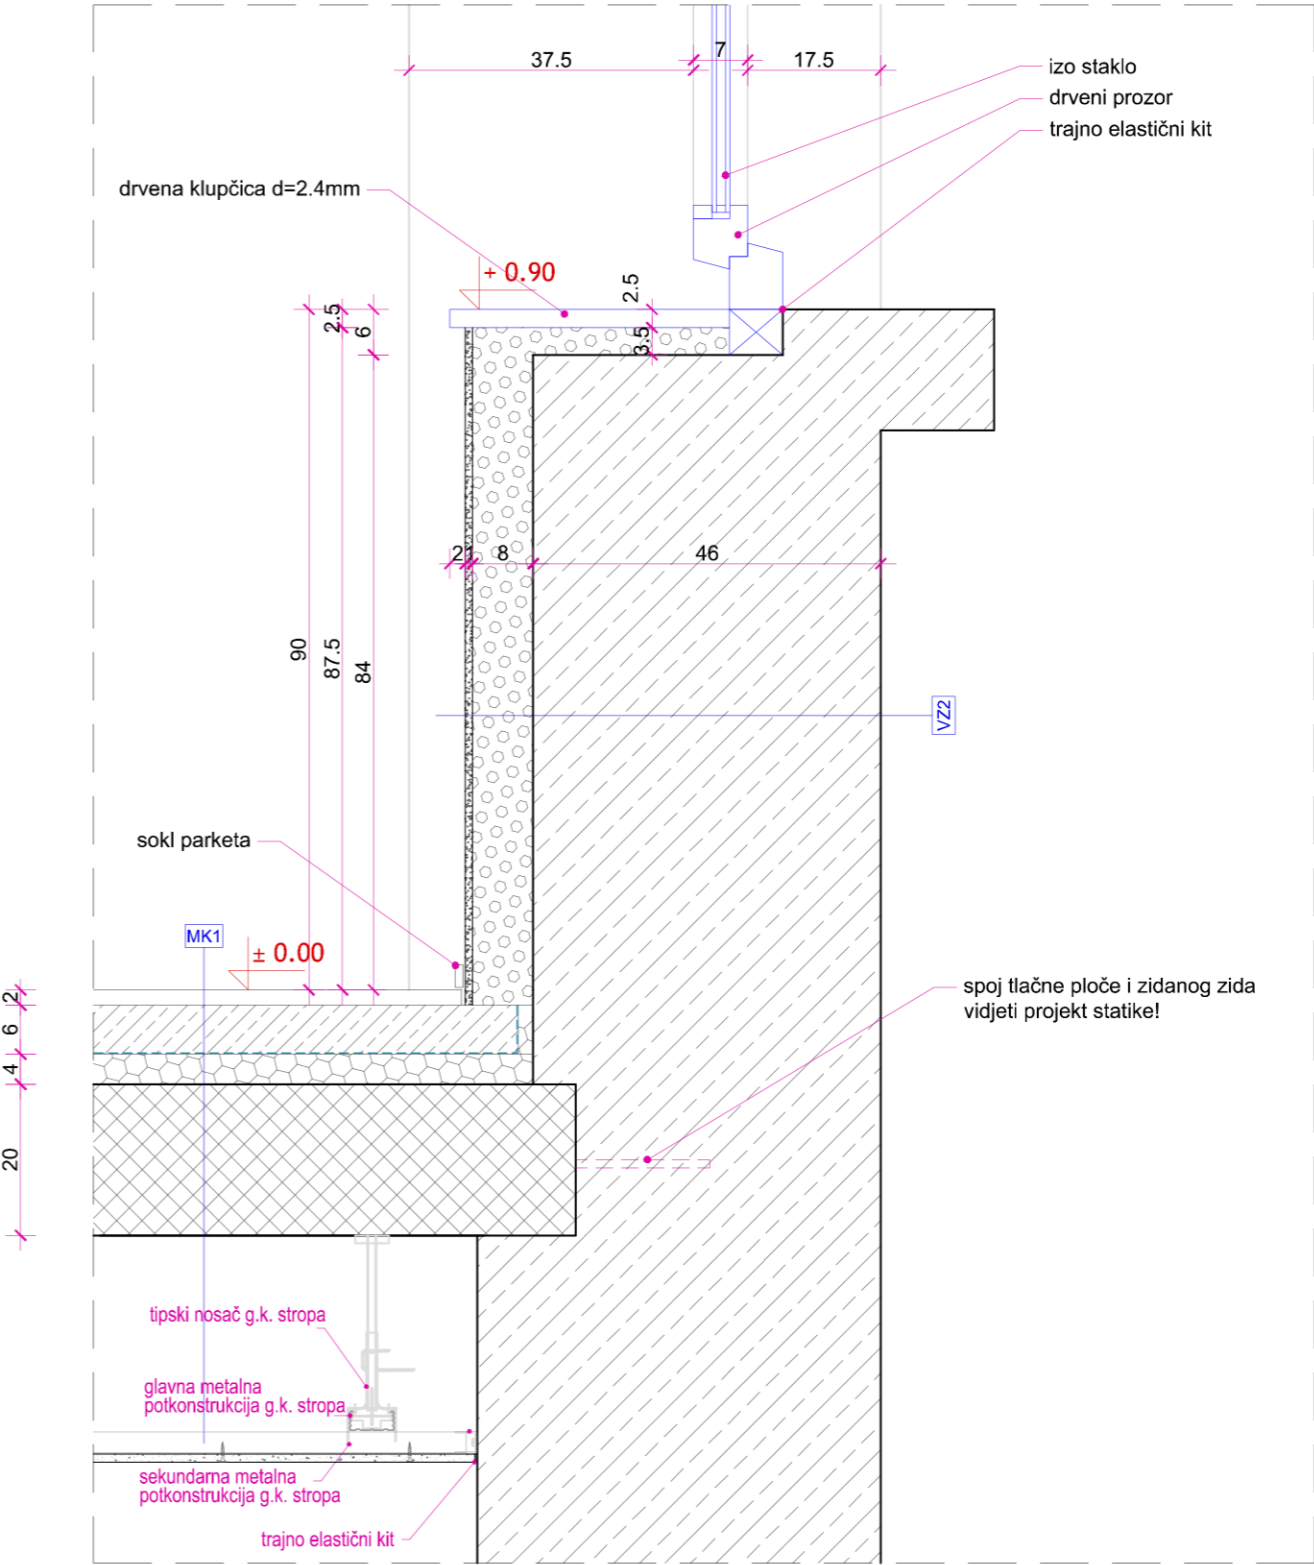 37.5
7
17.5
izo staklo
drveni prozor
trajno elastični kit
drvena klupčica d=2.4mm
+ 0.90
2.5
2.5
6
3.5
2
1
8
46
90
87.5
84
VZ2
sokl parketa
MK1
± 0.00
2
6
4
20
spoj tlačne ploče i zidanog zida
vidjeti projekt statike!
tipski nosač g.k. stropa
glavna metalna
potkonstrukcija g.k. stropa
sekundarna metalna
potkonstrukcija g.k. stropa
trajno elastični kit